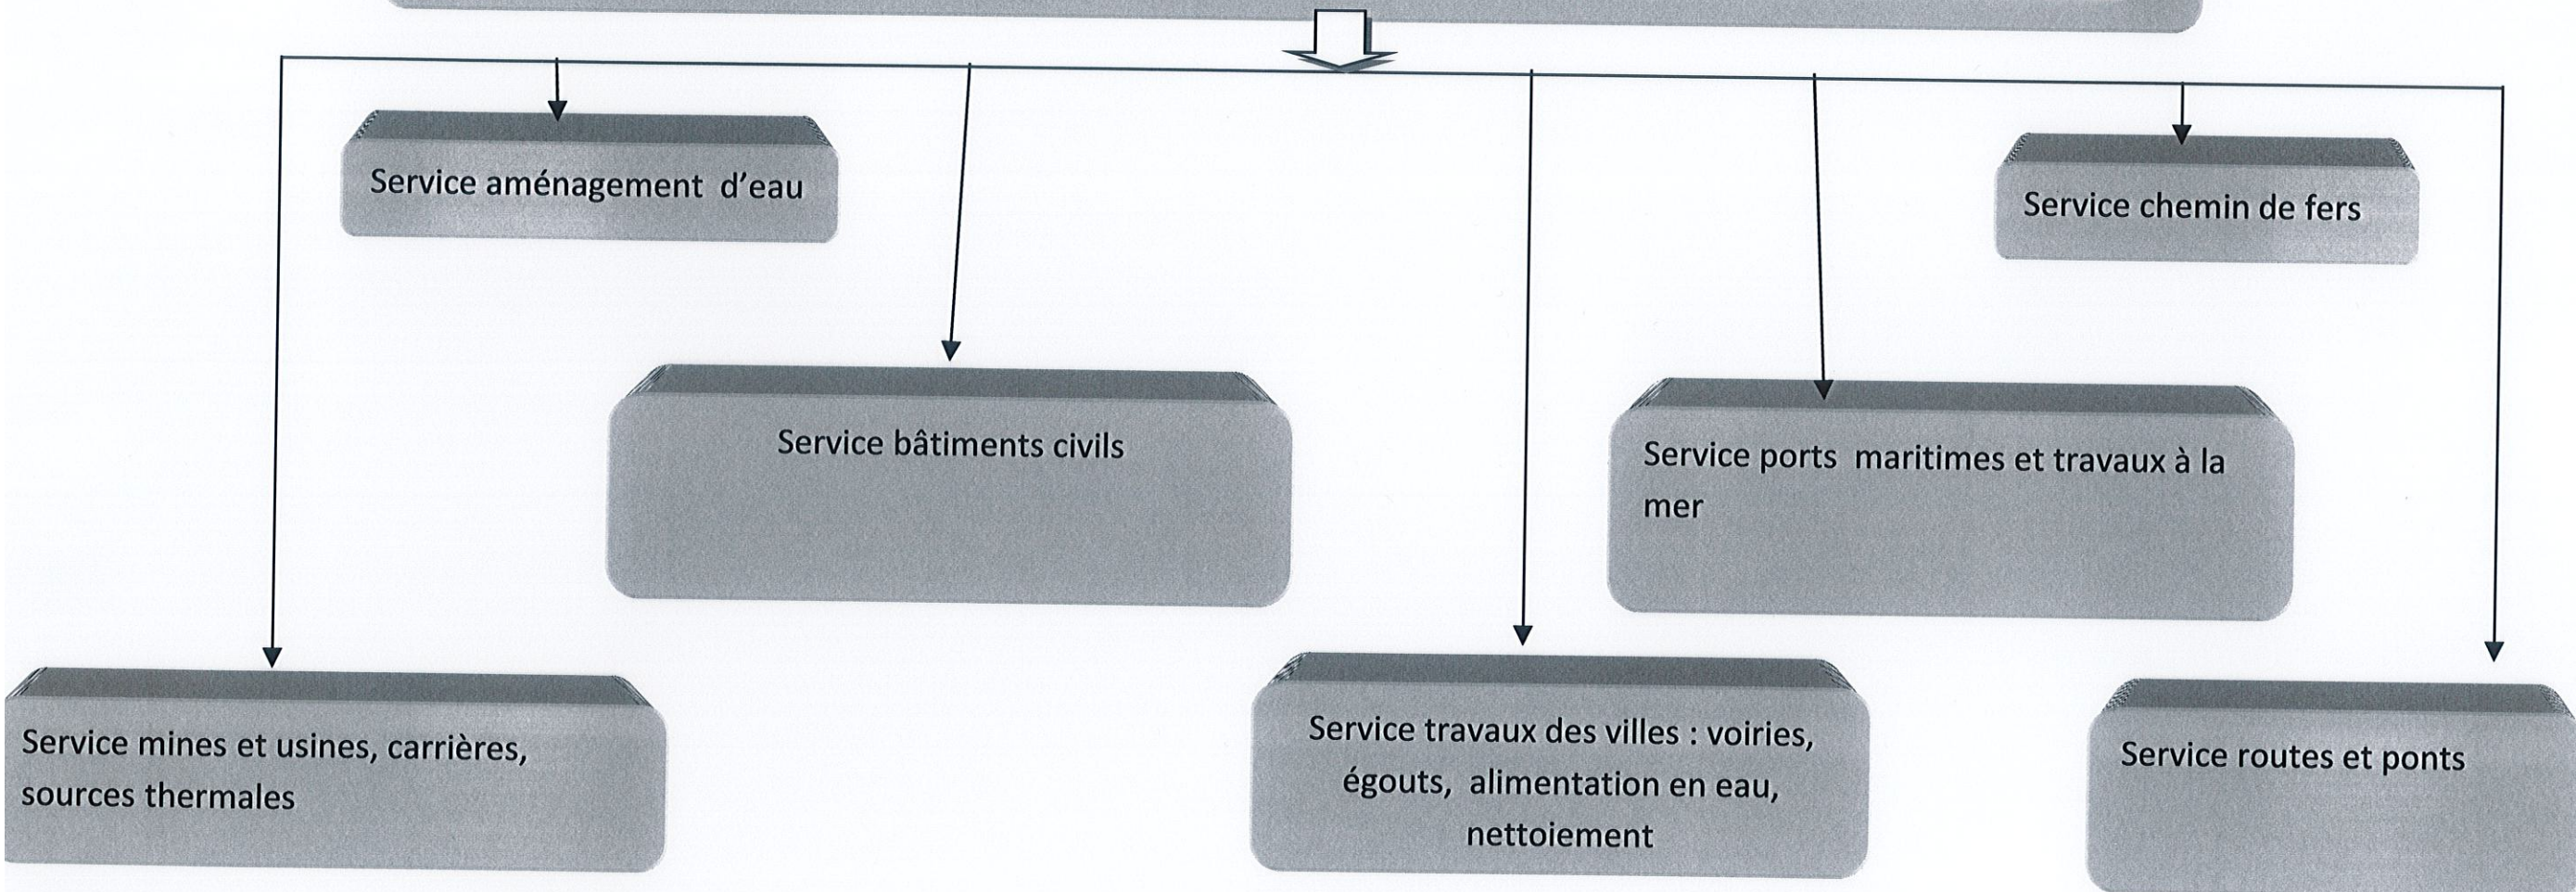 Service aménagement d'eau
Service chemin de fers
Service bâtiments civils
Service ports maritimes et travaux à la
mer
Service mines et usines, carrières,
sources thermales
Service travaux des villes : voiries,
égouts, alimentation en eau,
nettoiement
Service routes et ponts